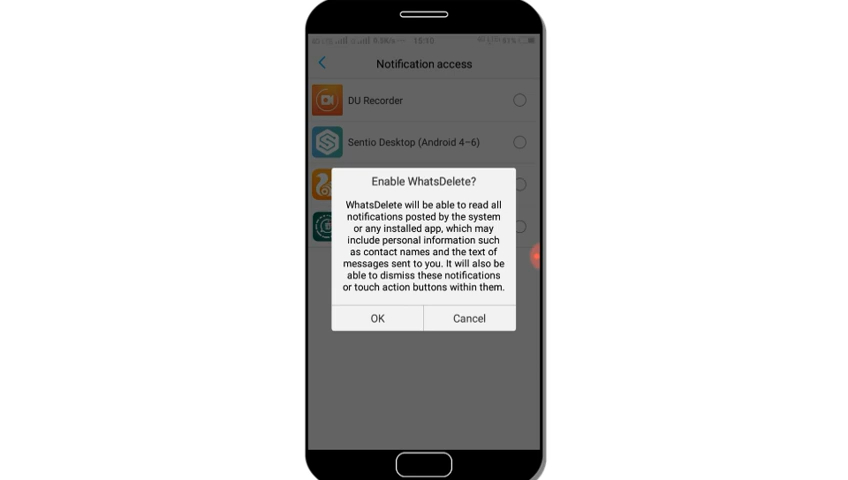 15:10
Notification access
DU Recorder
Sentio Desktop (Android 4–6)
Enable WhatsDelete?
WhatsDelete will be able to read all
notifications posted by the system
or any installed app, which may
include personal information such
as contact names and the text of
messages sent to you. It will also be
able to dismiss these notifications
or touch action buttons within them.
OK
Cancel